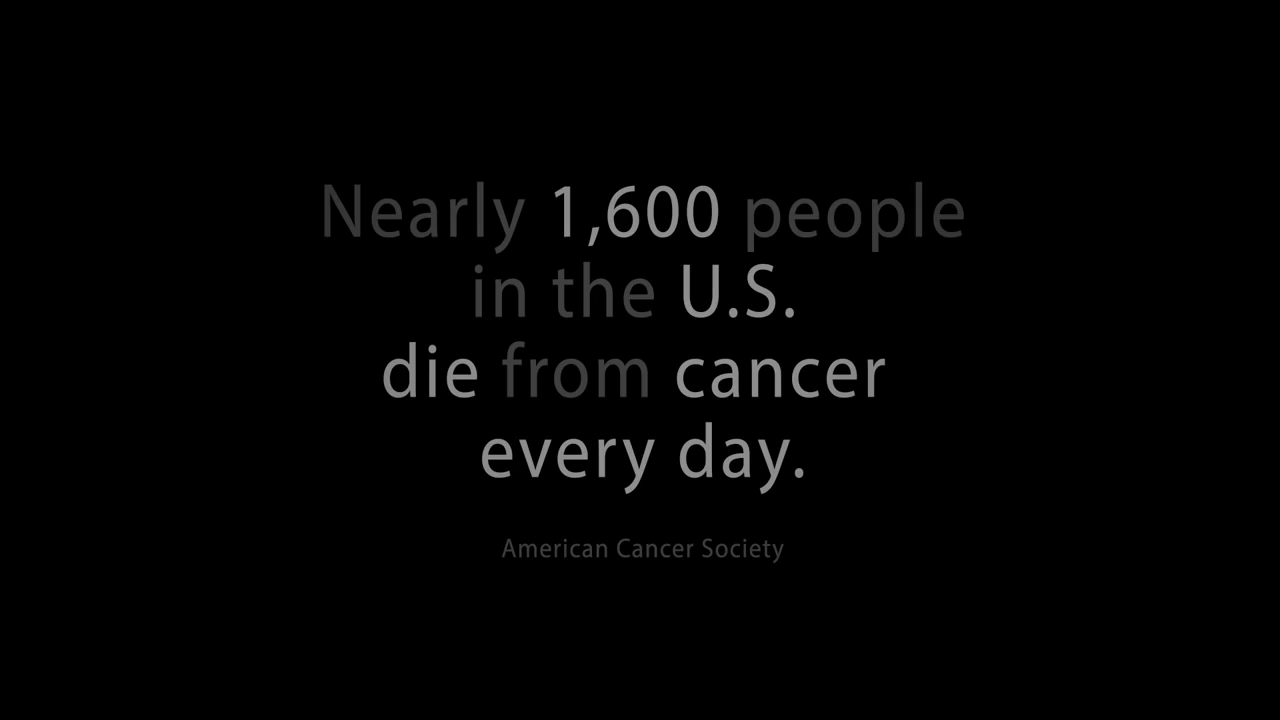 Nearly 1,600 people
in the U.S.
die from cancer
every day.
American Cancer Society